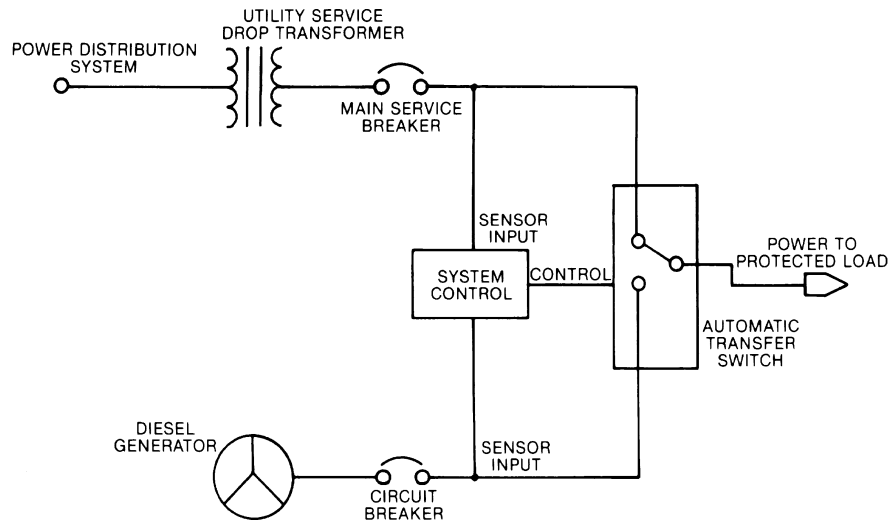 UTILITY SERVICE
DROP TRANSFORMER
POWER DISTRIBUTION
SYSTEM
MAIN SERVICE
BREAKER
SENSOR
INPUT
SYSTEM
CONTROL
CONTROL
POWER TO
PROTECTED LOAD
AUTOMATIC
TRANSFER
SWITCH
DIESEL
GENERATOR
SENSOR
INPUT
CIRCUIT
BREAKER